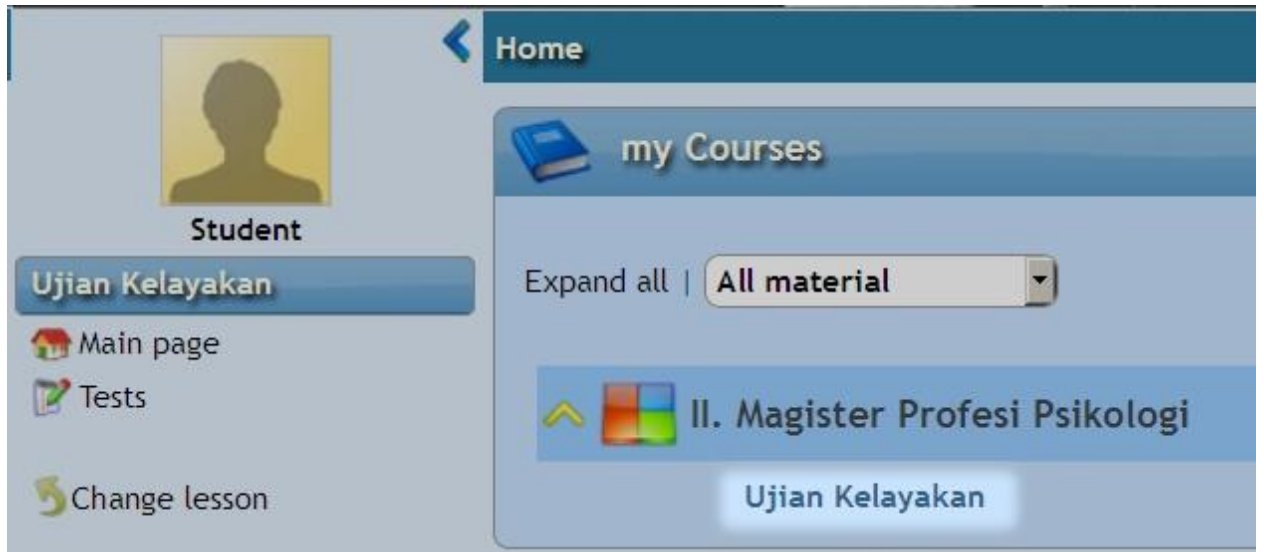 Home
my Courses
Student
Ujian Kelayakan
Main page
Tests
Change lesson
Expand all | All material
II. Magister Profesi Psikologi
Ujian Kelayakan